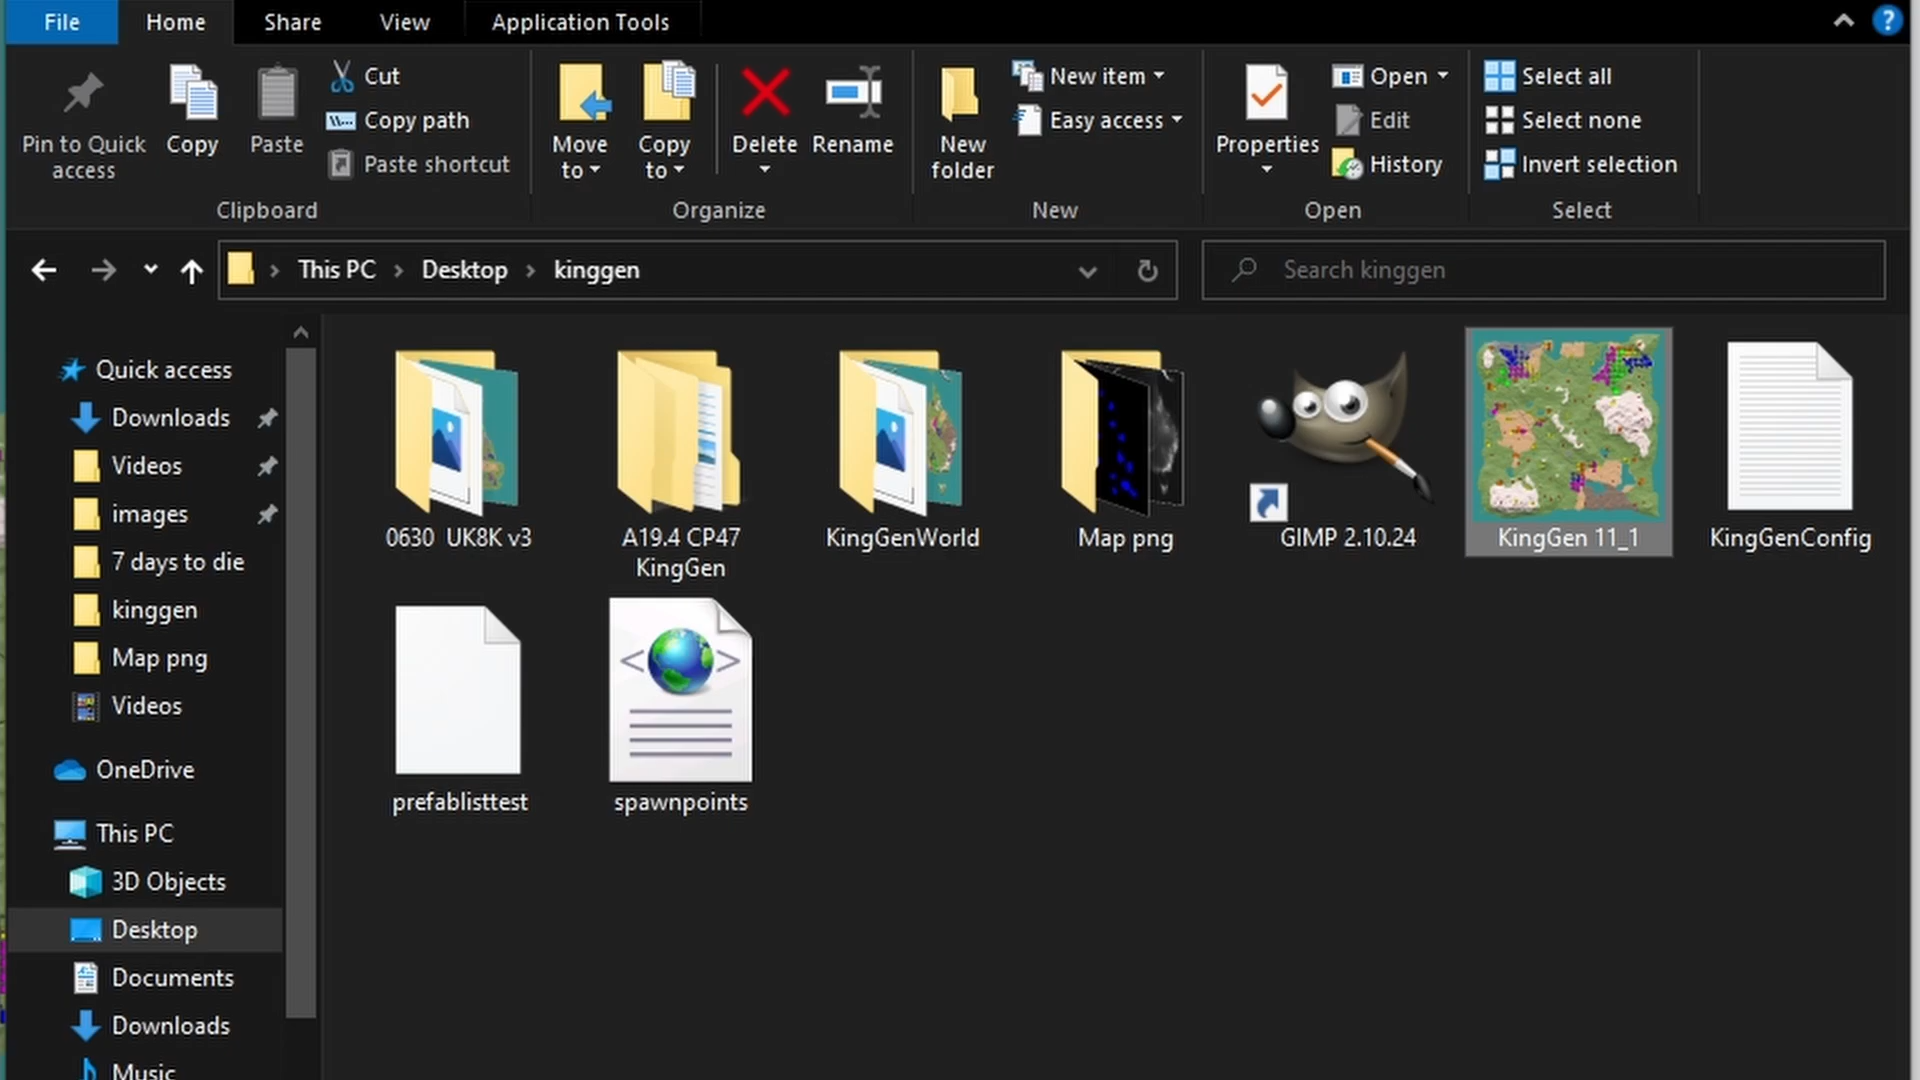 File Home Share View Application Tools
Pin to Quick
access
Copy
Paste
Cut
Copy path
Paste shortcut
Clipboard
Move
to
Copy
to
Delete
Rename
Organize
New
folder
New item
Easy access
New
Properties
Open
Edit
History
Open
Select all
Select none
Invert selection
Select
This PC > Desktop > kinggen
Search kinggen
Quick access
Downloads
Videos
images
7 days to die
kinggen
Map png
Videos
OneDrive
This PC
3D Objects
Desktop
Documents
Downloads
Music
0630 UK8K v3
A19.4 CP47
KingGen
KingGenWorld
Map png
GIMP 2.10.24
KingGen 11_1
KingGenConfig
prefablisttest
spawnpoints